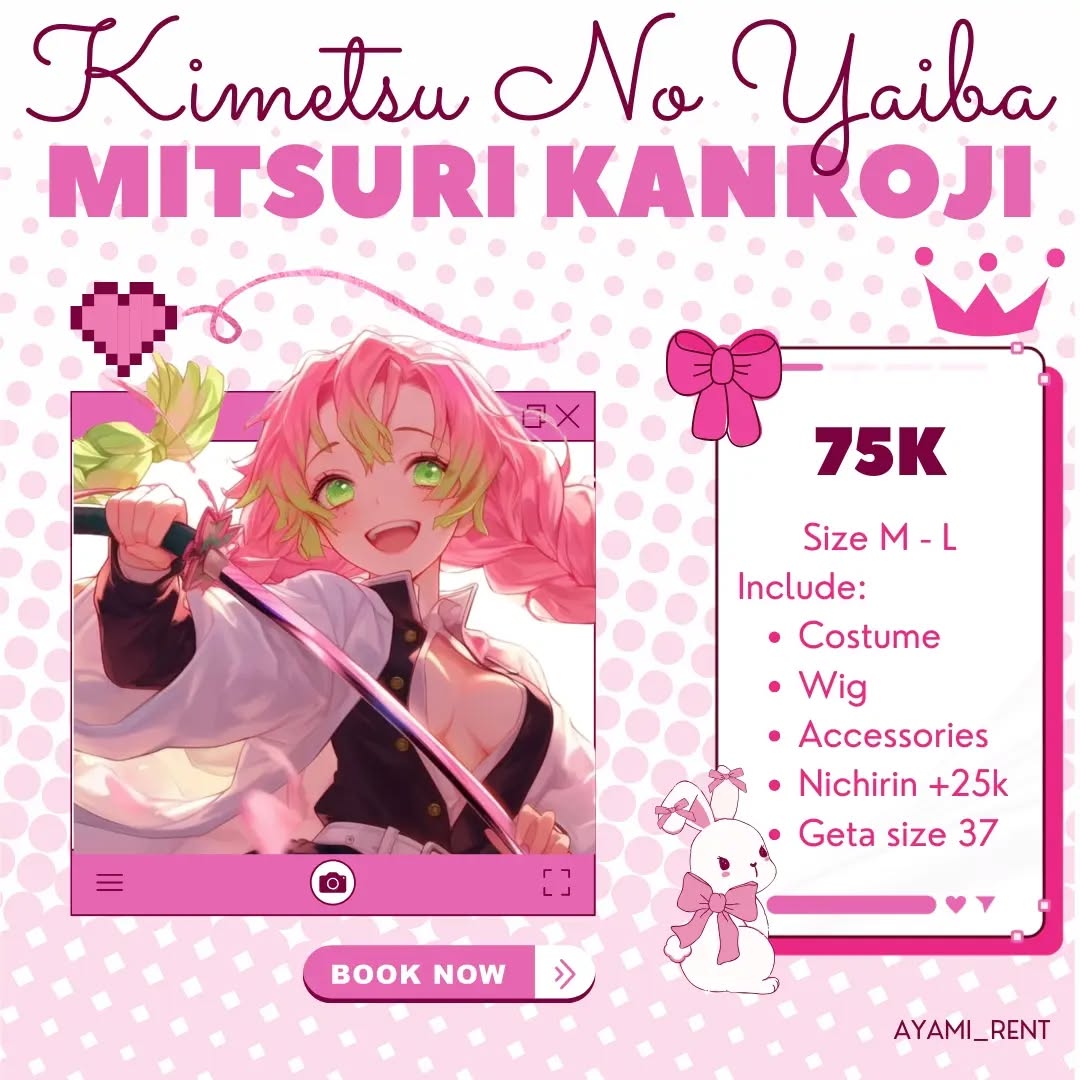 Kimetsu No Yaiba
MITSURI KANROJI
75K
Size M - L
Include:
• Costume
• Wig
• Accessories
• Nichirin +25k
• Geta size 37
BOOK NOW
AYAMI_RENT